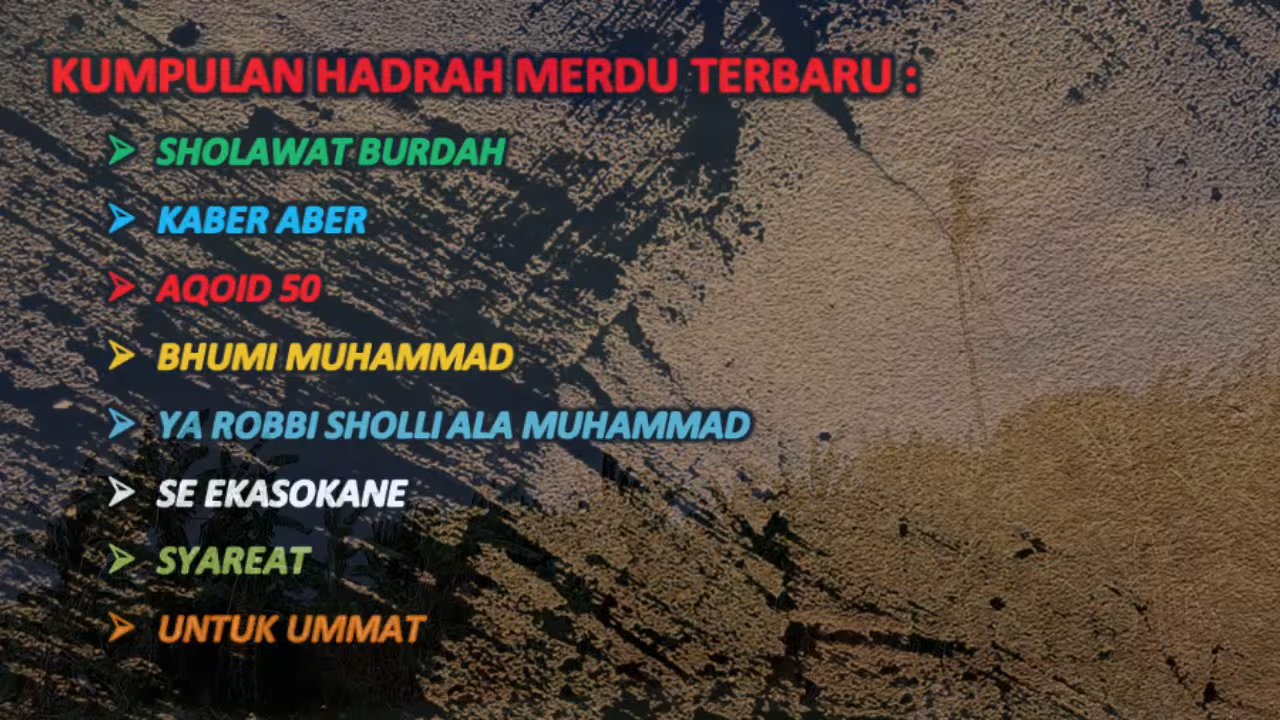 KUMPULAN HADRAH MERDU TERBARU :
SHOLAWAT BURDAH
KABER ABER
AQOID 50
BHUMI MUHAMMAD
YA ROBBI SHOLLI ALA MUHAMMAD
SE EKASOKANE
SYAREAT
UNTUK UMMAT